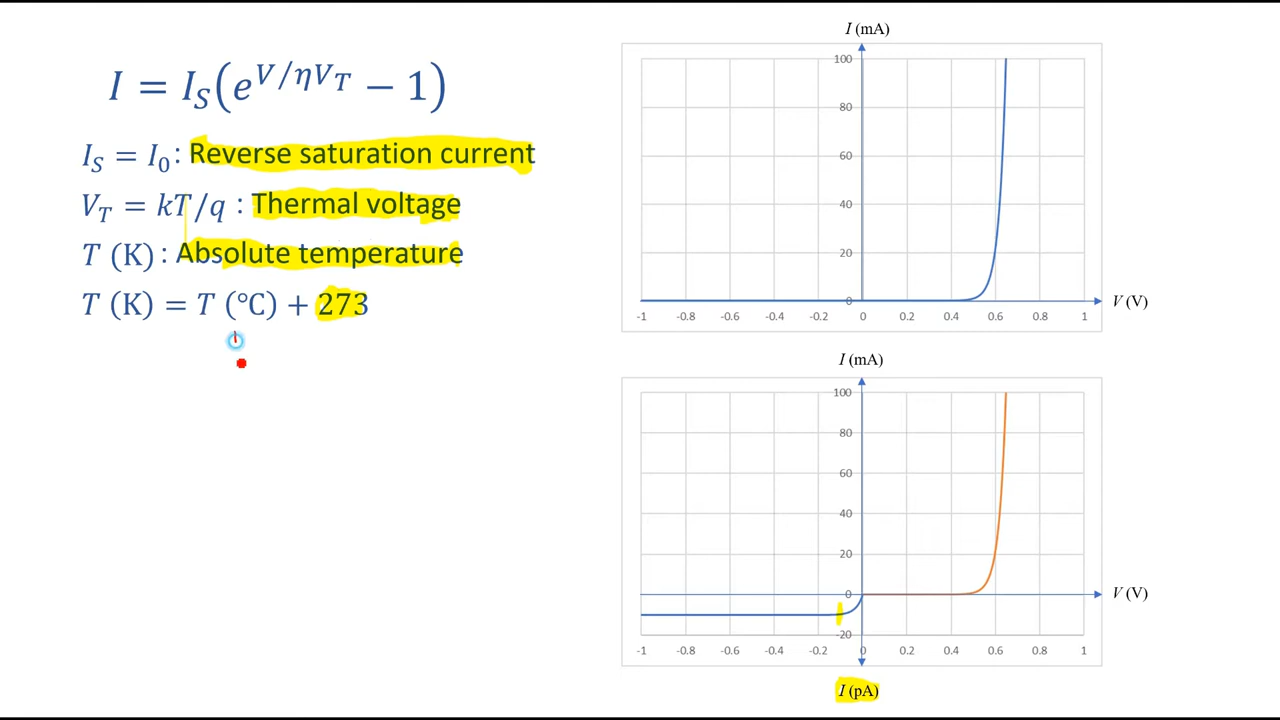 I = I_S(e^{V/ηV_T} − 1)
I_S = I_0: Reverse saturation current
V_T = kT/q : Thermal voltage
T (K): Absolute temperature
T (K) = T (°C) + 273
I (mA)
100
80
60
40
20
0
V (V)
-1 -0.8 -0.6 -0.4 -0.2 0 0.2 0.4 0.6 0.8 1
I (mA)
100
80
60
40
20
0
V (V)
-20
-1 -0.8 -0.6 -0.4 -0.2 0 0.2 0.4 0.6 0.8 1
I (pA)